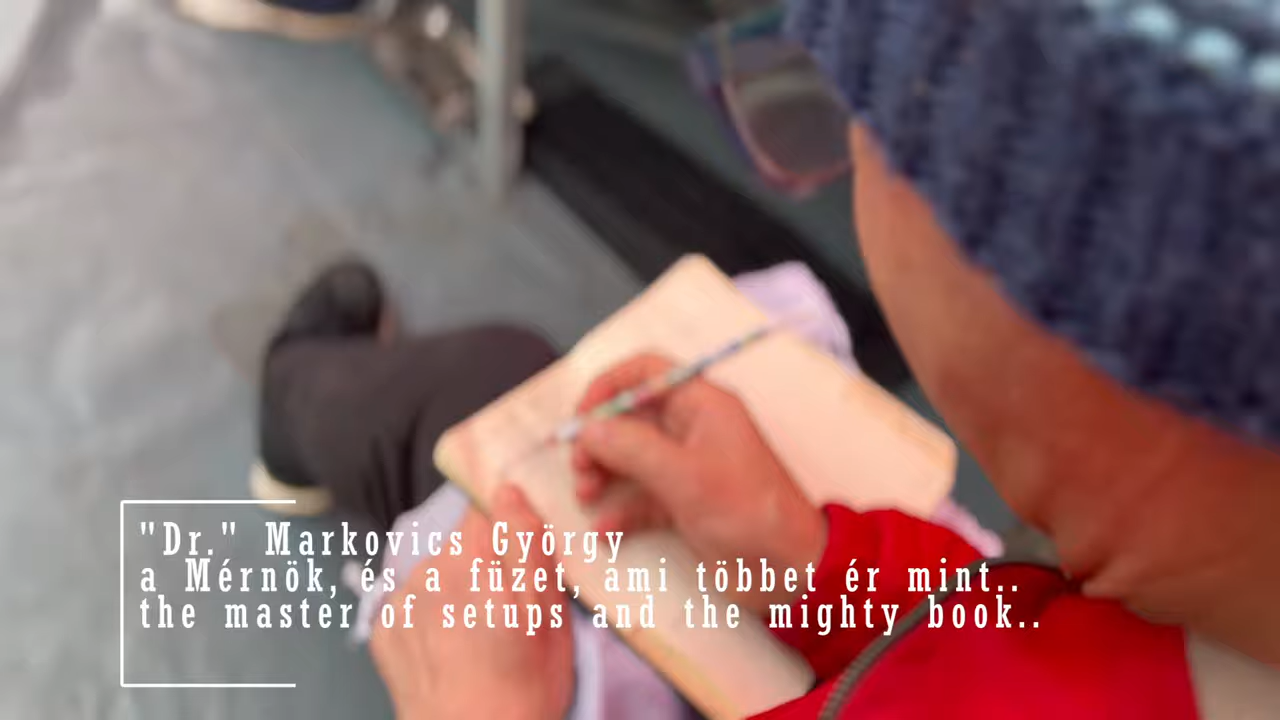 "Dr." Markovics György
a Mérnök, és a füzet, ami többet ér mint..
the master of setups and the mighty book..